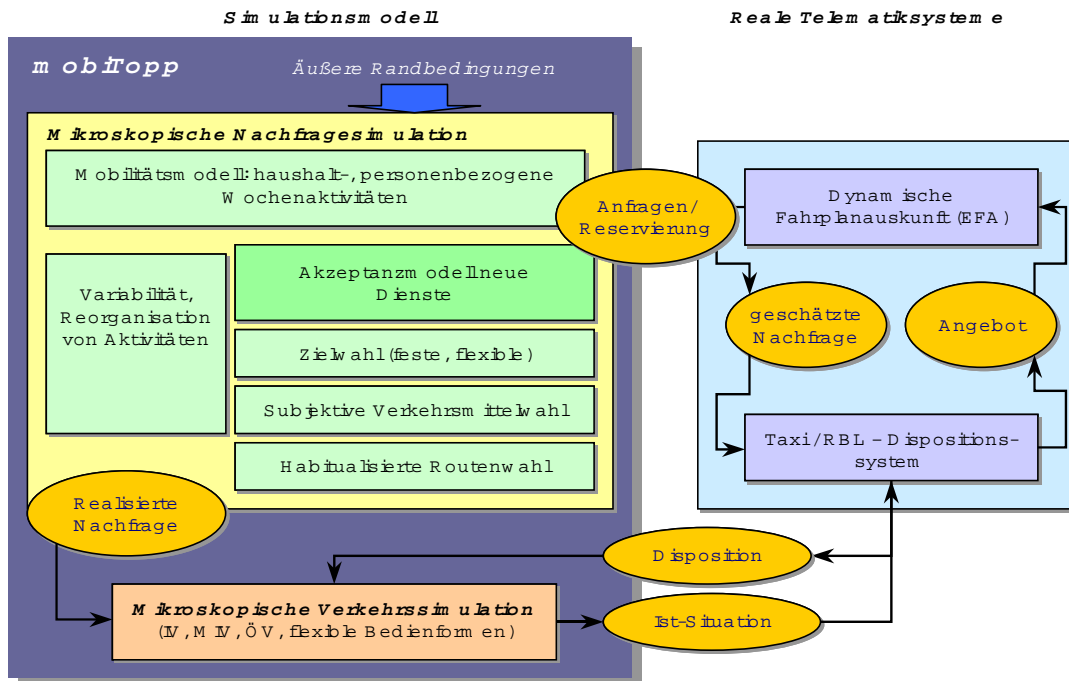 Simulationsmodell
Reale Telematiksysteme
mobiTopp
Äußere Randbedingungen
Mikroskopische Nachfragesimulation
Mobilitätsmodell: haushalt-, personenbezogene
Wochenaktivitäten
Variabilität,
Reorganisation
von Aktivitäten
Akzeptanzmodell neue
Dienste
Zielwahl (feste, flexible)
Subjektive Verkehrsmittelwahl
Habitualisierte Routenwahl
Realisierte
Nachfrage
Mikroskopische Verkehrssimulation
(IV, MIV, ÖV, flexible Bedienformen)
Anfragen/
Reservierung
Dynamische
Fahrplanauskunft (EFA)
geschätzte
Nachfrage
Angebot
Taxi/RBL – Dispositions-
system
Disposition
Ist-Situation